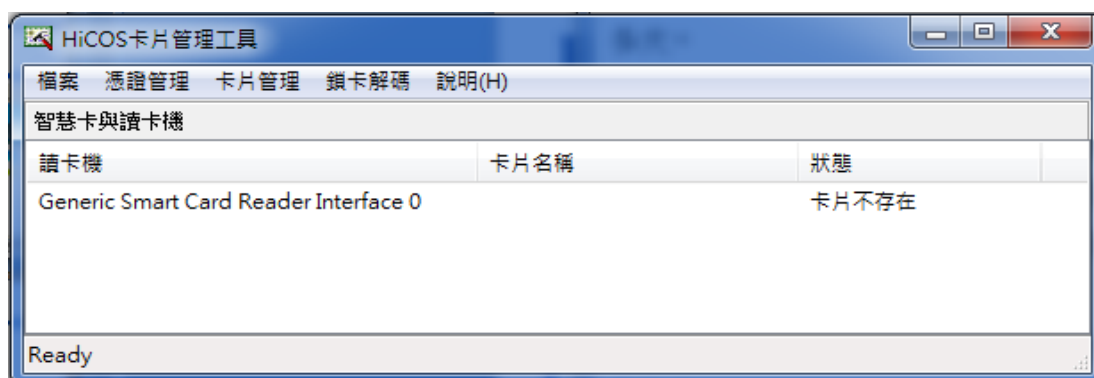 HiCOS卡片管理工具
檔案 憑證管理 卡片管理 鎖卡解碼 說明(H)
智慧卡與讀卡機
讀卡機 卡片名稱 狀態
Generic Smart Card Reader Interface 0 卡片不存在
Ready